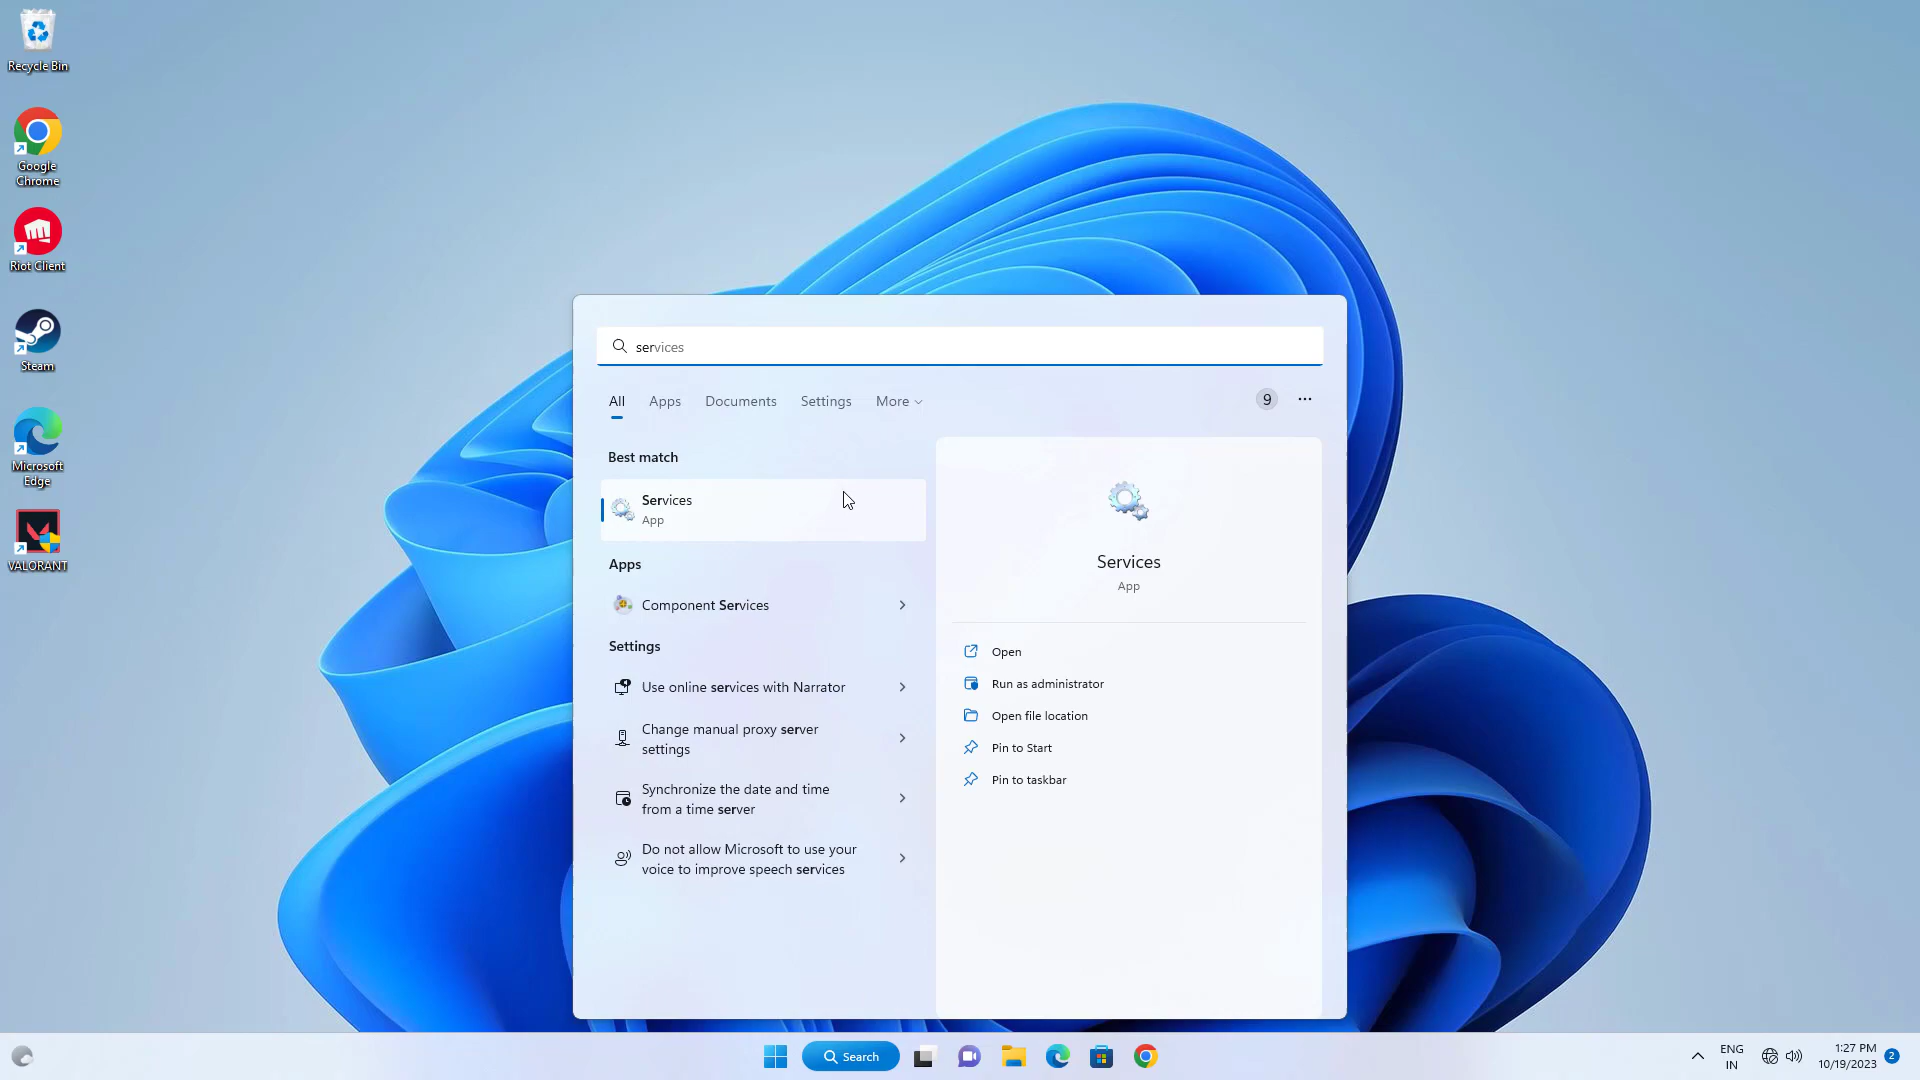 Recycle Bin
Google
Chrome
Riot Client
Steam
Microsoft
Edge
VALORANT
services
All
Apps
Documents
Settings
More
9
Best match
Services
App
Apps
Component Services
Settings
Use online services with Narrator
Change manual proxy server
settings
Synchronize the date and time
from a time server
Do not allow Microsoft to use your
voice to improve speech services
Services
App
Open
Run as administrator
Open file location
Pin to Start
Pin to taskbar
Search
ENG
IN
1:27 PM
10/19/2023
2